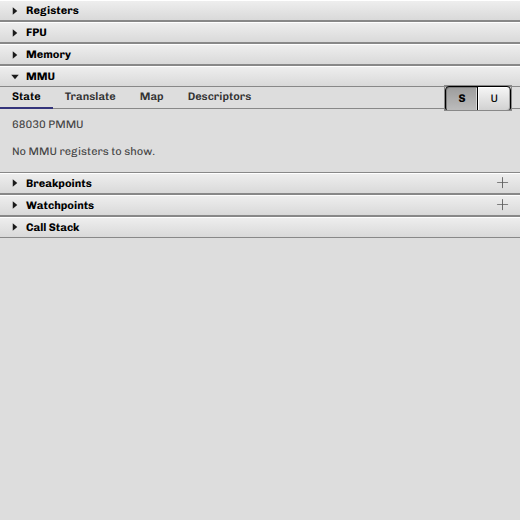 Registers
FPU
Memory
MMU
State Translate Map Descriptors S U
68030 PMMU
No MMU registers to show.
Breakpoints
Watchpoints
Call Stack